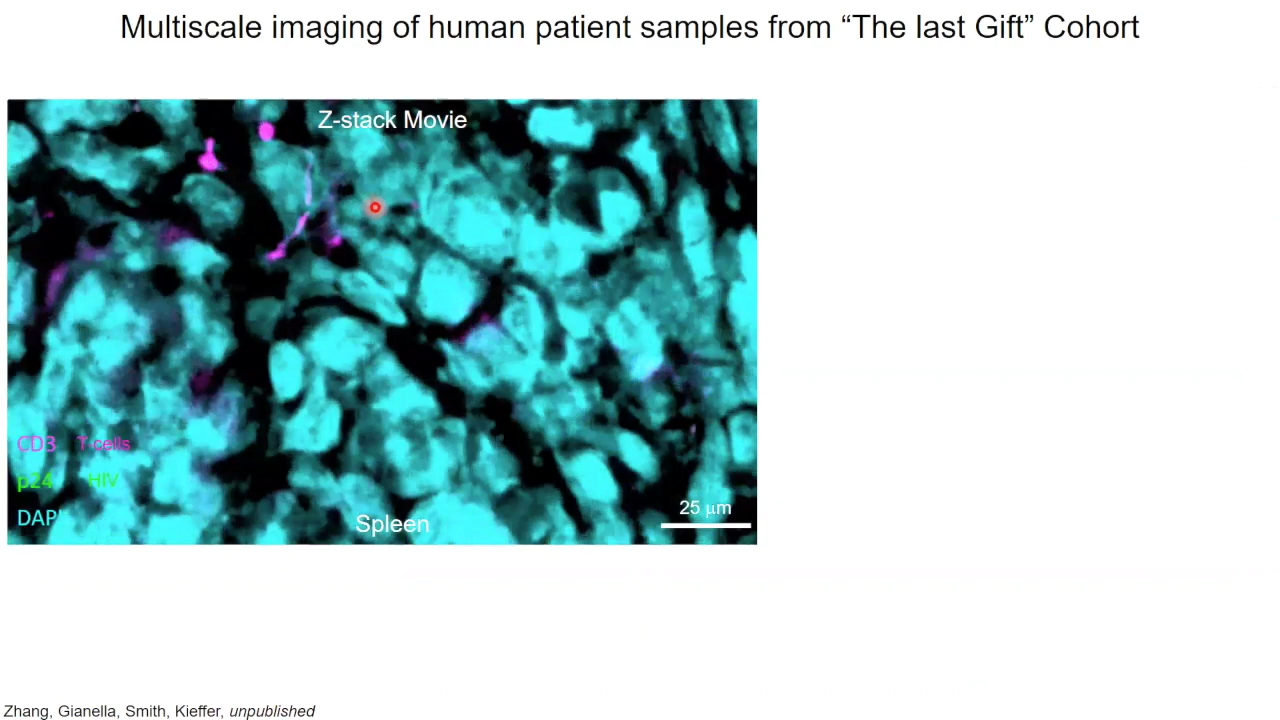 Multiscale imaging of human patient samples from “The last Gift” Cohort
Z-stack Movie
CD3 T cells
p24 HIV
DAPI
25 μm
Spleen
Zhang, Gianella, Smith, Kieffer, unpublished